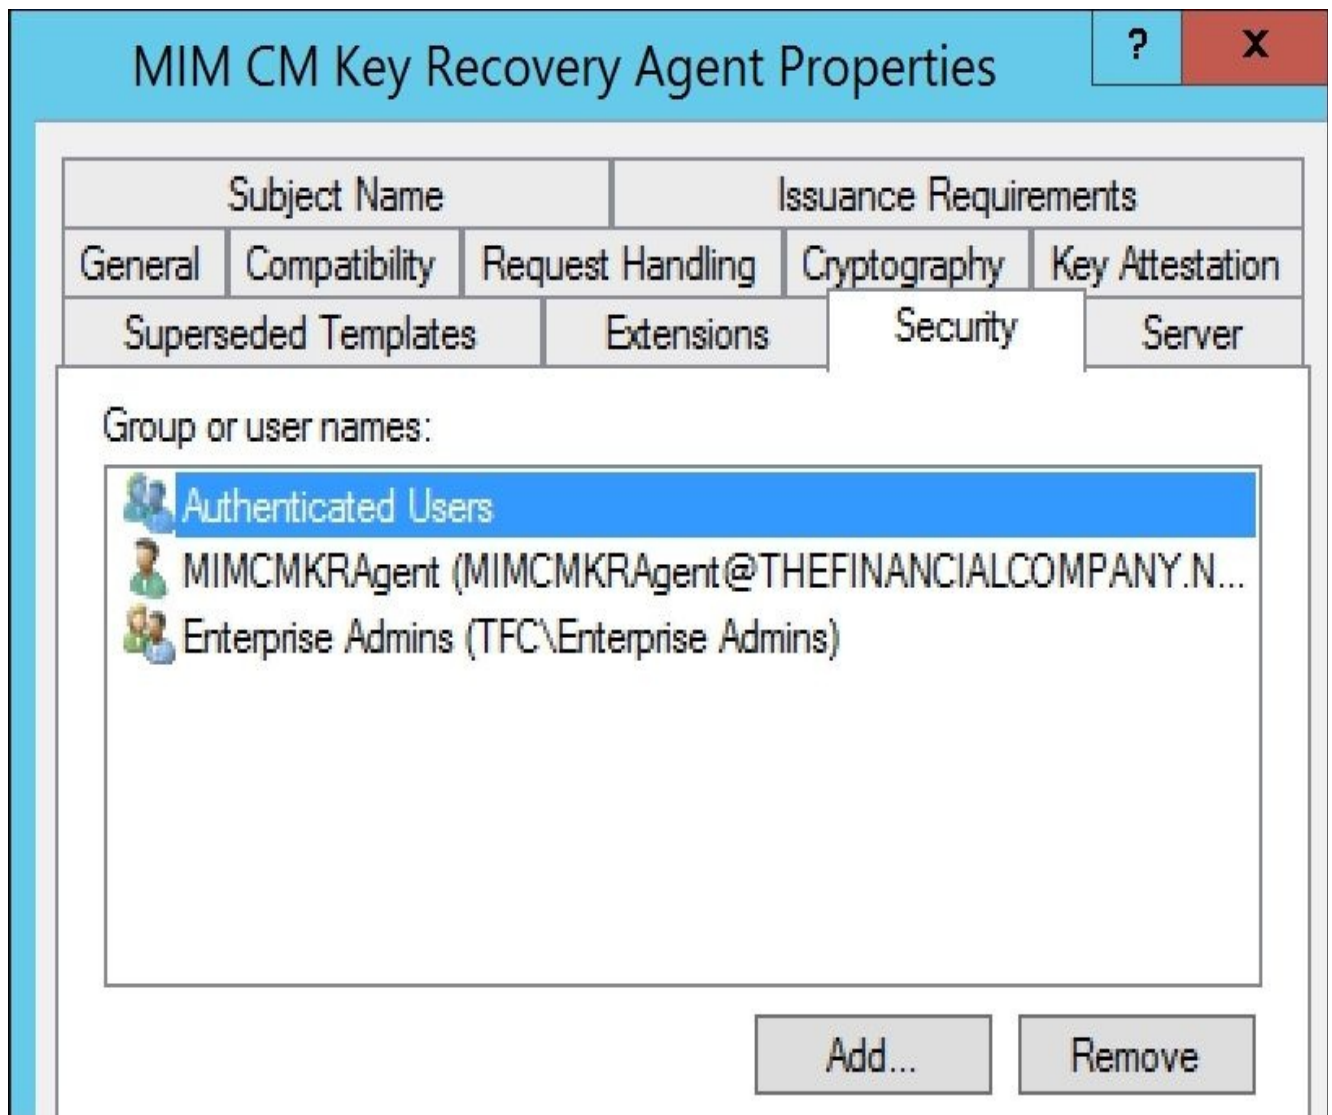 MIM CM Key Recovery Agent Properties ? x
Subject Name Issuance Requirements
General Compatibility Request Handling Cryptography Key Attestation
Superseded Templates Extensions Security Server
Group or user names:
Authenticated Users
MIMCMKRAgent (MIMCMKRAgent@THEFINANCIALCOMPANY.N...
Enterprise Admins (TFC\Enterprise Admins)
Add... Remove